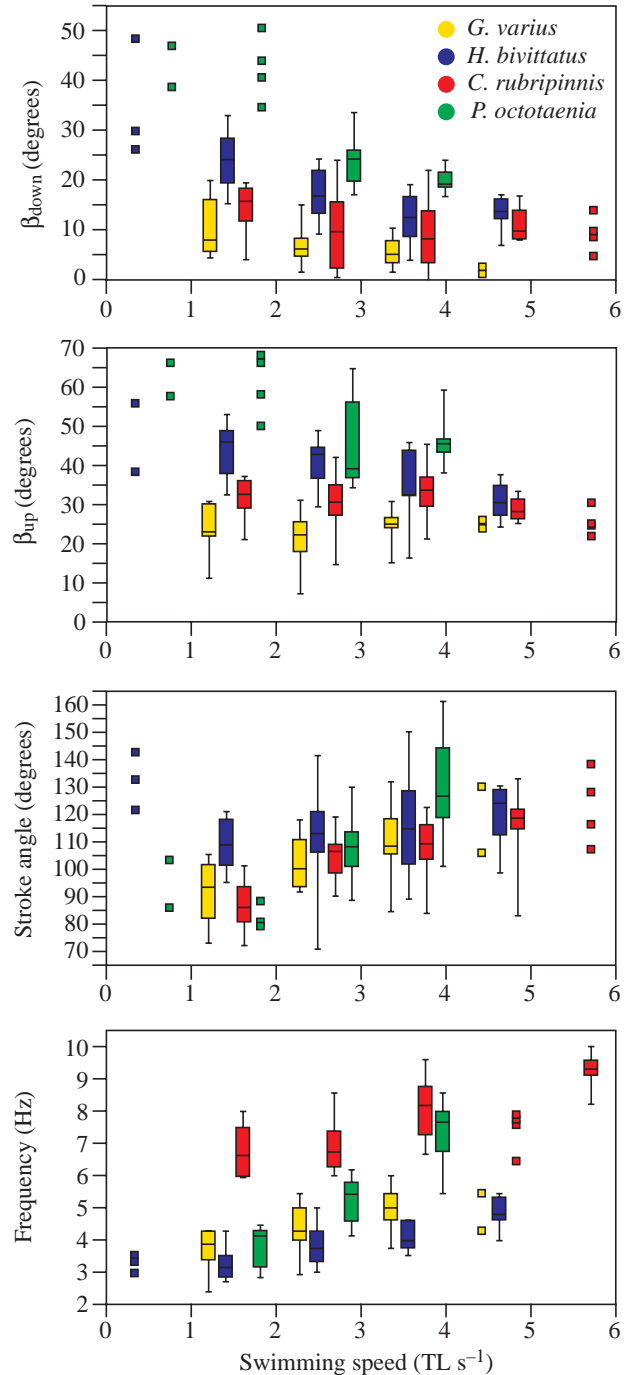 G. varius
H. bivittatus
C. rubripinnis
P. octotaenia
βdown (degrees)
50
40
30
20
10
0
0 1 2 3 4 5 6
βup (degrees)
70
60
50
40
30
20
10
0
0 1 2 3 4 5 6
Stroke angle (degrees)
160
150
140
130
120
110
100
90
80
70
0 1 2 3 4 5 6
Frequency (Hz)
10
9
8
7
6
5
4
3
2
0 1 2 3 4 5 6
Swimming speed (TL s–1)